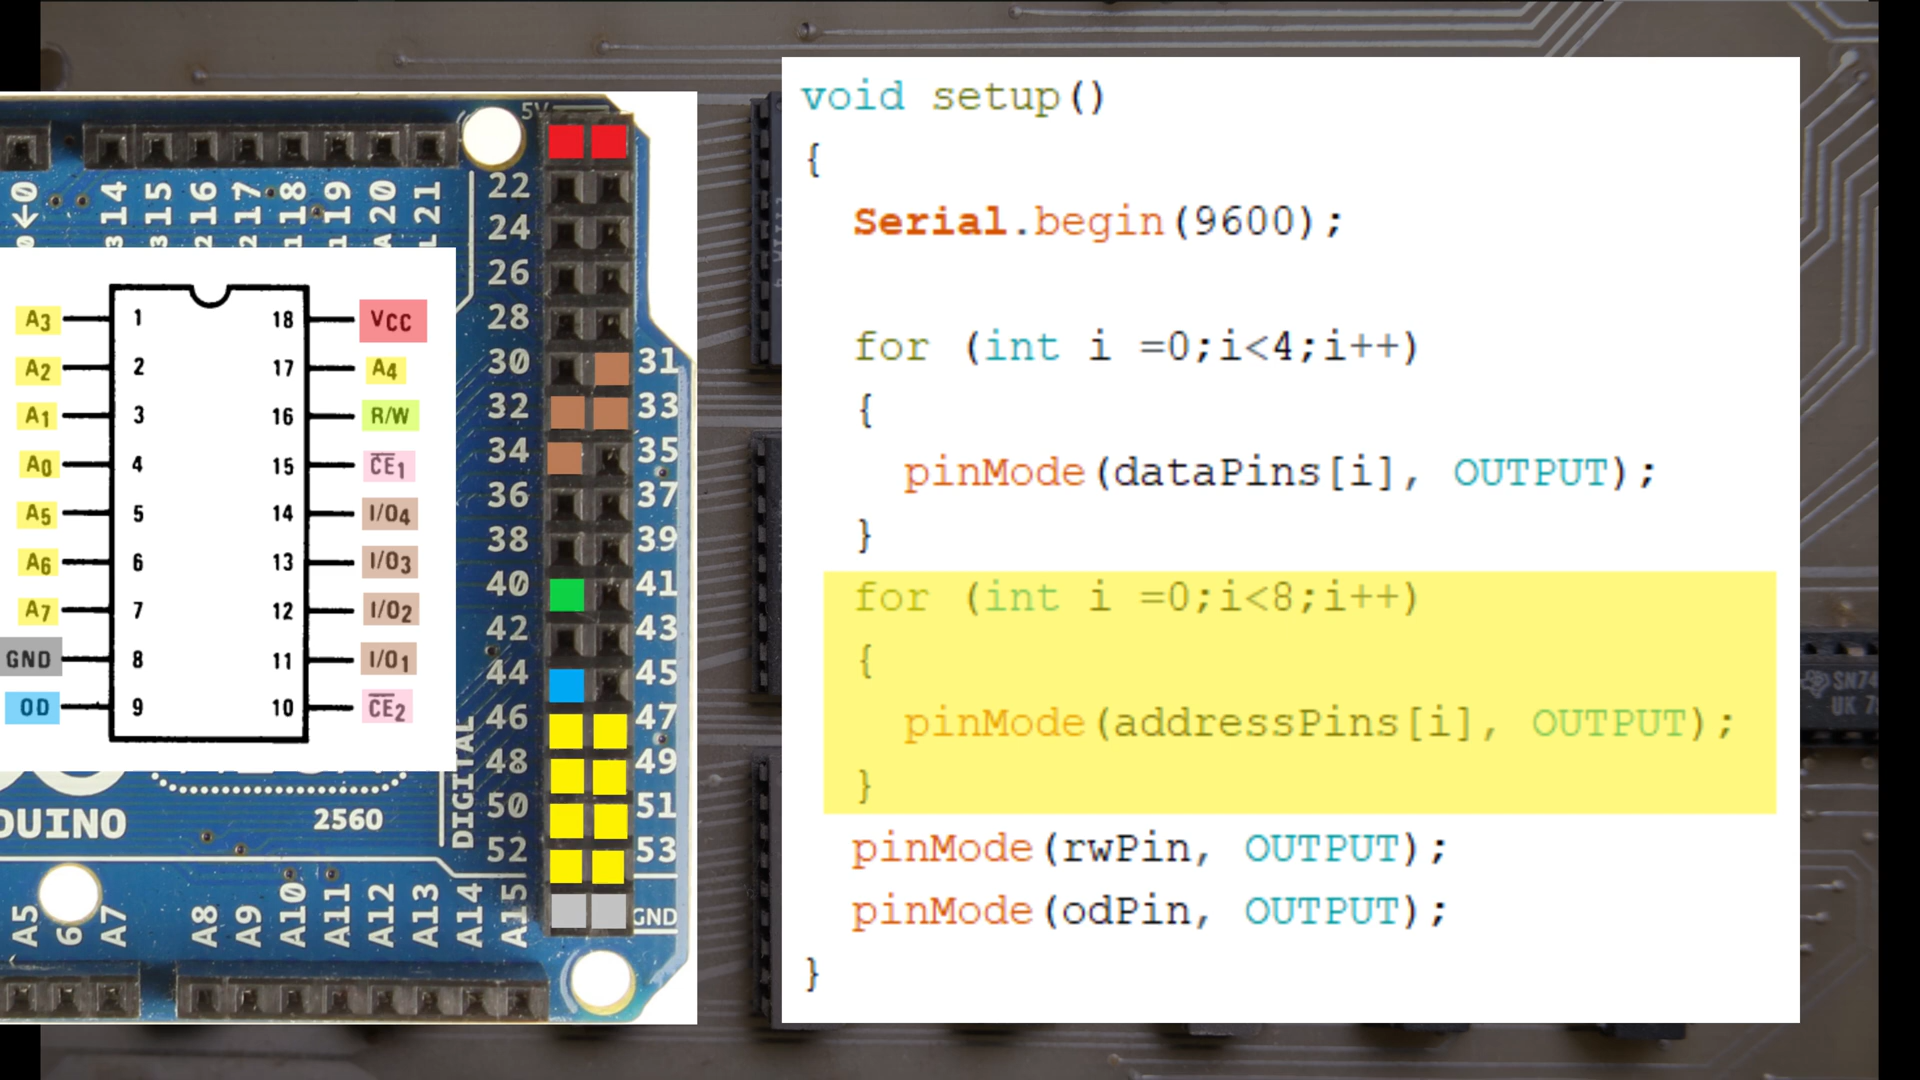 5V
22
24
26
28
30 31
32 33
34 35
36 37
38 39
40 41
42 43
44 45
46 47
48 49
50 51
52 53
GND
DIGITAL
14
15
16
17
18
19
20
21
A3 1 18 VCC
A2 2 17 A4
A1 3 16 R/W
A0 4 15 CE1
A5 5 14 I/O4
A6 6 13 I/O3
A7 7 12 I/O2
GND 8 11 I/O1
OD 9 10 CE2
DUINO
2560
A5
6
A7
A8
A9
A10
A11
A12
A13
A14
A15
void setup()
{
Serial.begin(9600);
for (int i =0;i<4;i++)
{
pinMode(dataPins[i], OUTPUT);
}
for (int i =0;i<8;i++)
{
pinMode(addressPins[i], OUTPUT);
}
pinMode(rwPin, OUTPUT);
pinMode(odPin, OUTPUT);
}
SN74
UK 7